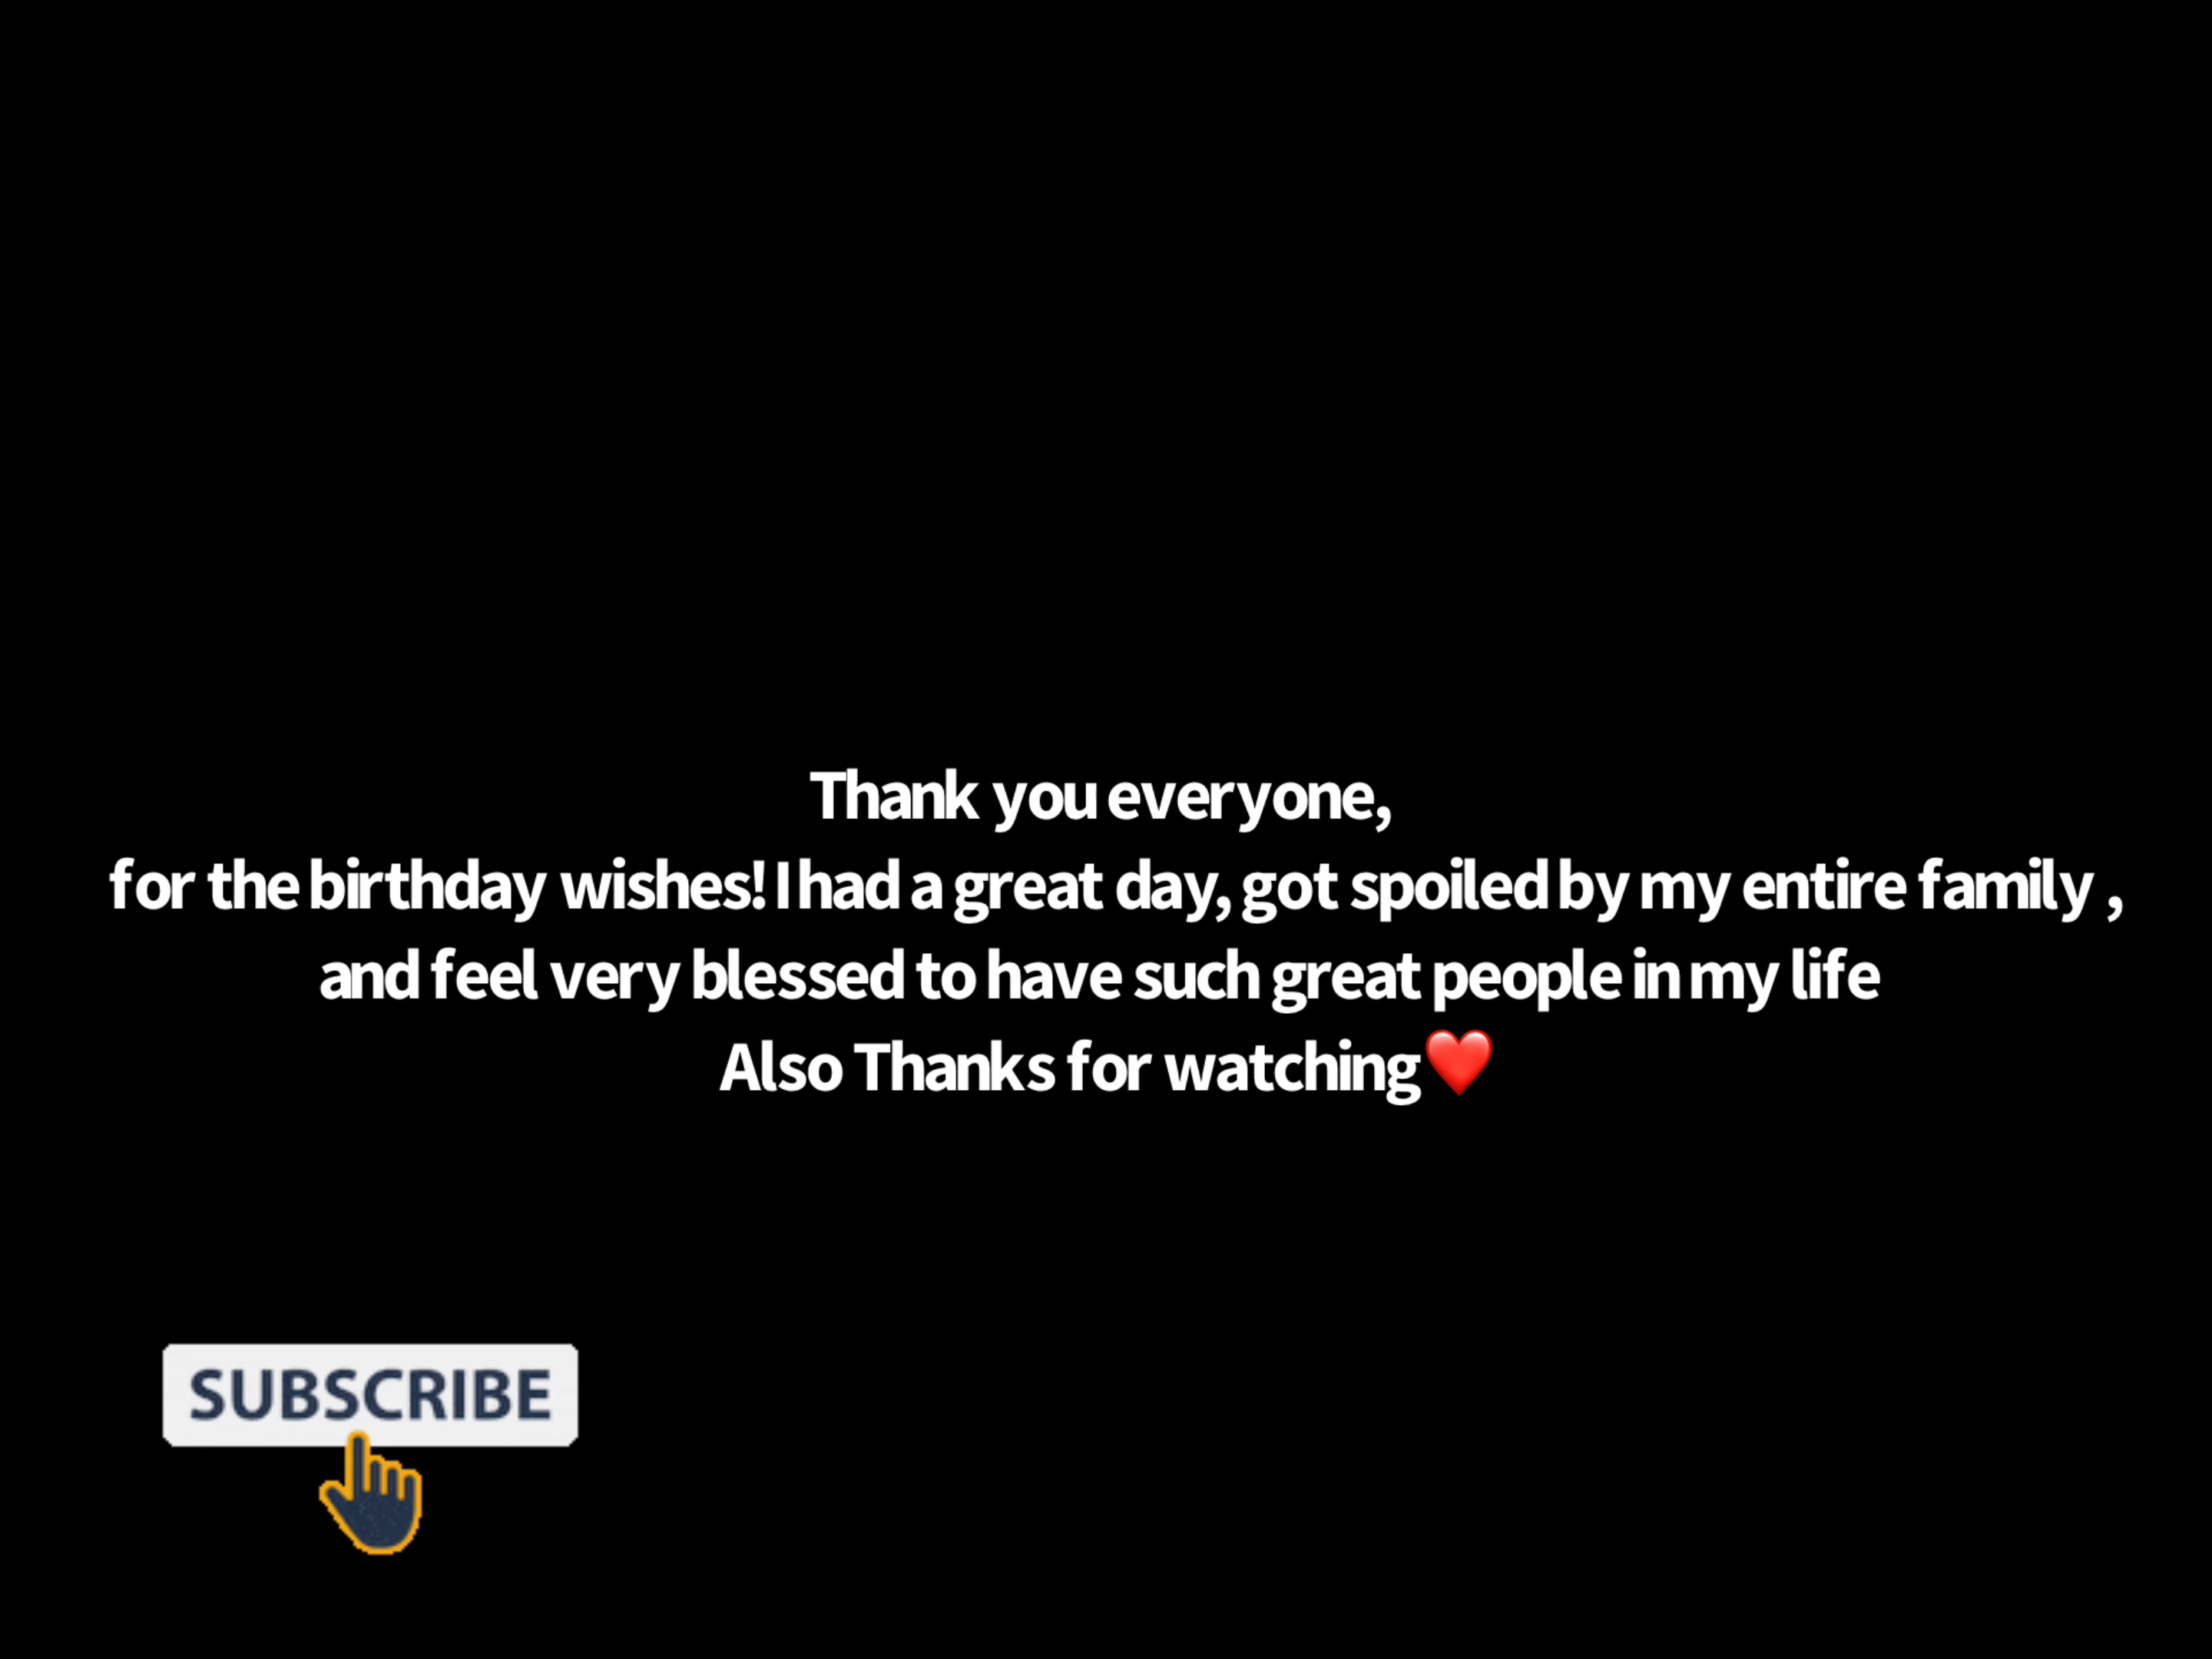 Thank you everyone,
for the birthday wishes! I had a great day, got spoiled by my entire family ,
and feel very blessed to have such great people in my life
Also Thanks for watching❤️
SUBSCRIBE